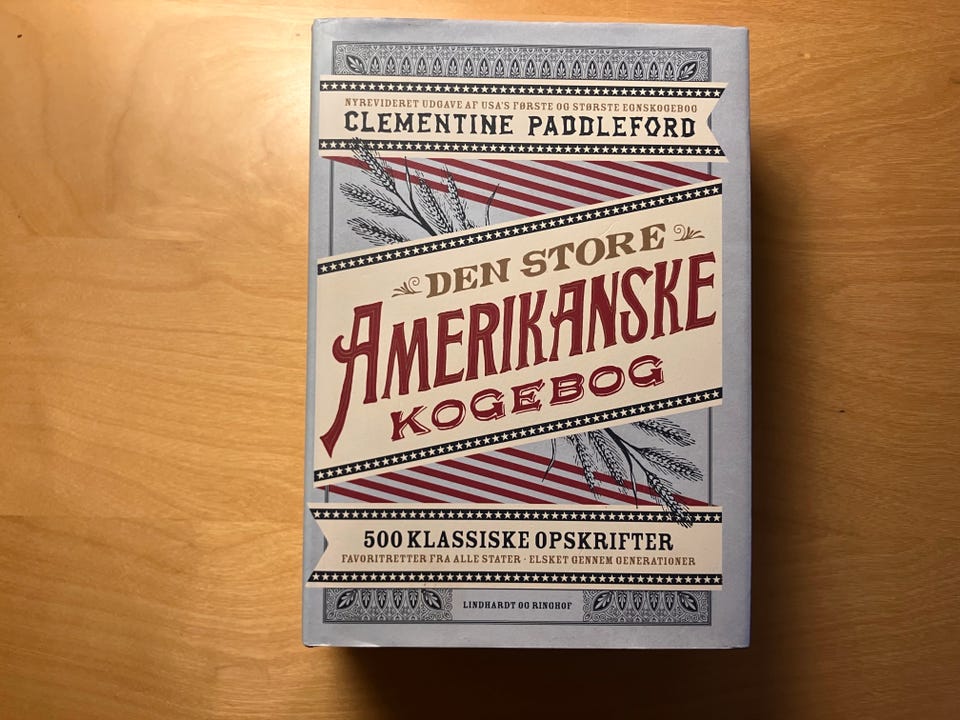 NYREVIDERET UDGAVE AF USA'S FØRSTE OG STØRSTE EGNSKOGEBOG
CLEMENTINE PADDLEFORD
DEN STORE
AMERIKANSKE
KOGEBOG
500 KLASSISKE OPSKRIFTER
FAVORITRETTER FRA ALLE STATER · ELSKET GENNEM GENERATIONER
LINDHARDT OG RINGHOF